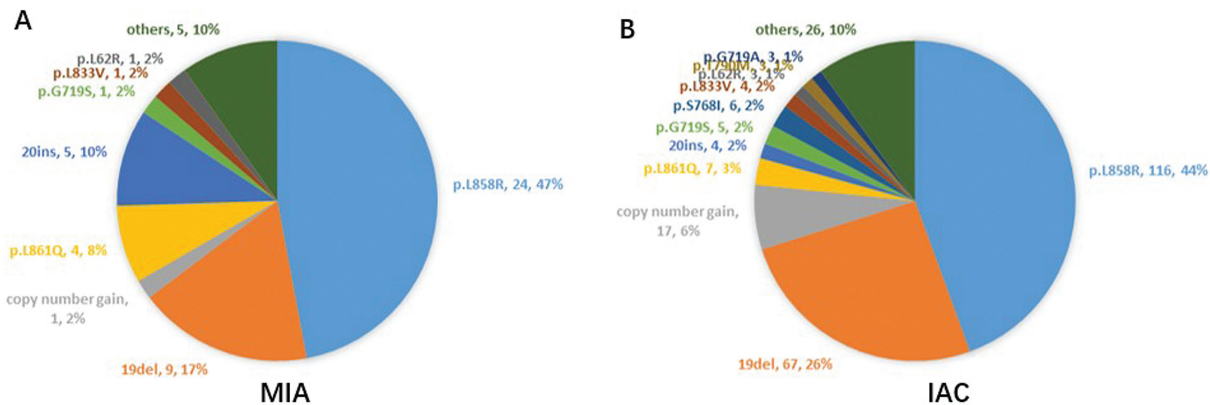 A
others, 5, 10%
p.L62R, 1, 2%
p.L833V, 1, 2%
p.G719S, 1, 2%
20ins, 5, 10%
p.L858R, 24, 47%
p.L861Q, 4, 8%
copy number gain,
1, 2%
19del, 9, 17%
MIA
B
others, 26, 10%
p.G719A, 3, 1%
p.T790M, 3, 1%
p.L62R, 3, 1%
p.L833V, 4, 2%
p.S768I, 6, 2%
p.G719S, 5, 2%
20ins, 4, 2%
p.L861Q, 7, 3%
p.L858R, 116, 44%
copy number gain,
17, 6%
19del, 67, 26%
IAC